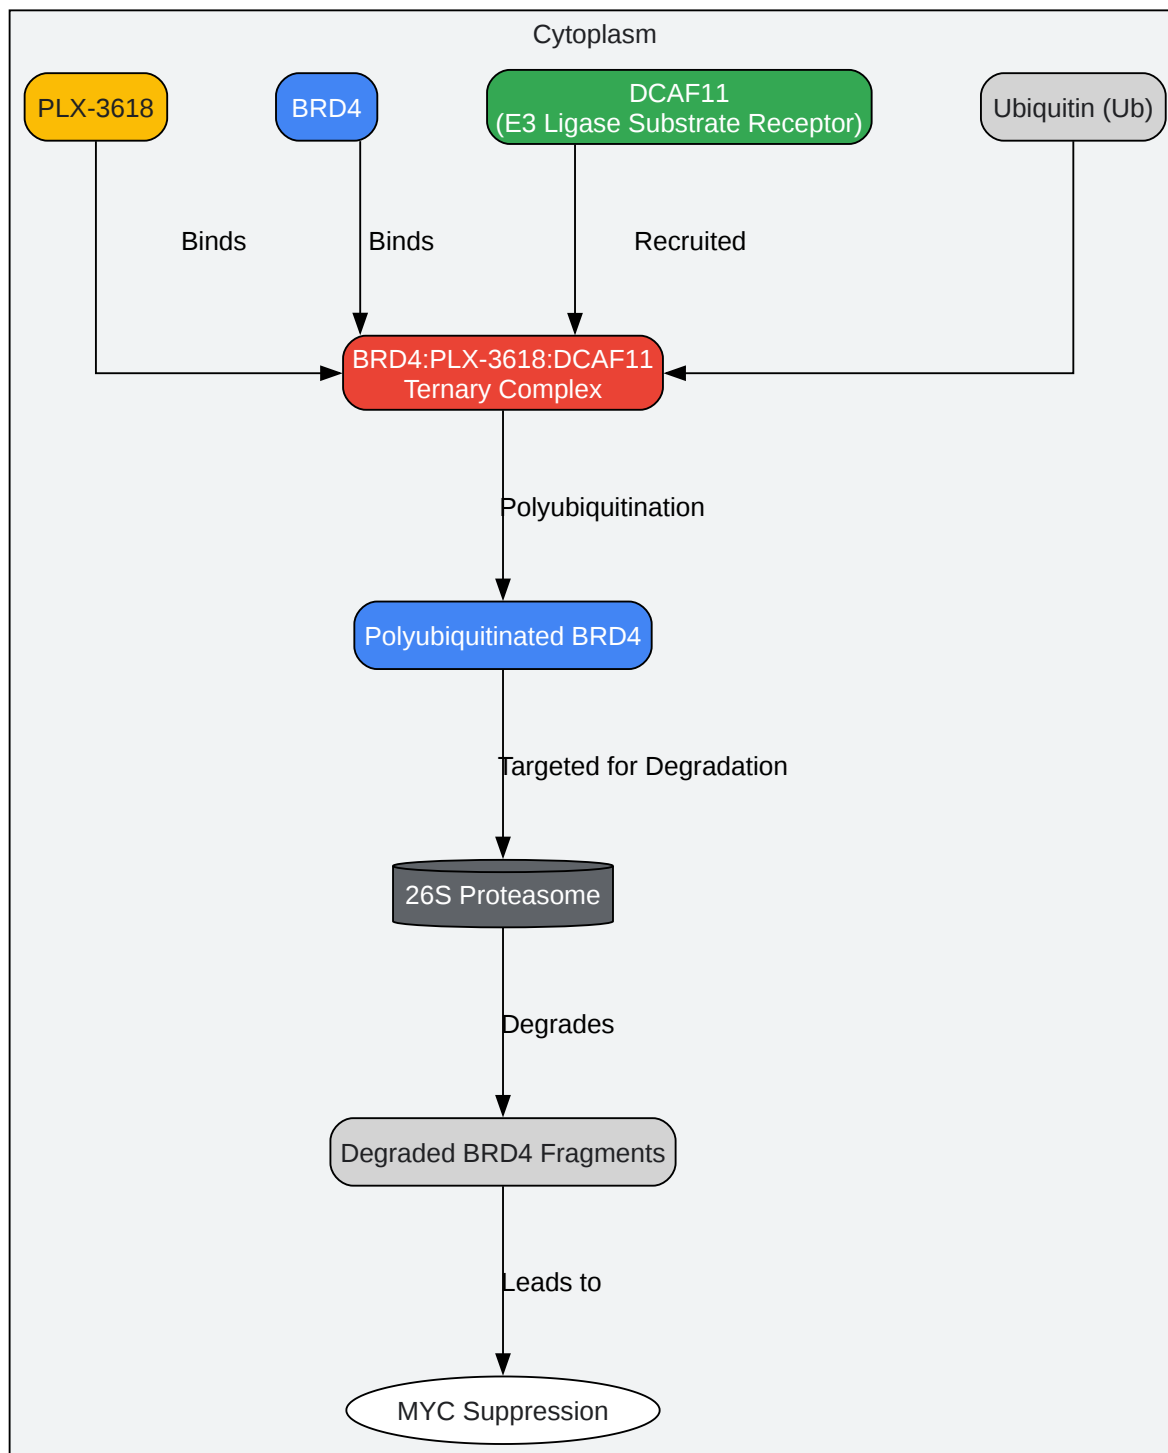 Cytoplasm
PLX-3618
BRD4
DCAF11
(E3 Ligase Substrate Receptor)
Ubiquitin (Ub)
Binds
Binds
Recruited
BRD4:PLX-3618:DCAF11
Ternary Complex
Polyubiquitination
Polyubiquitinated BRD4
Targeted for Degradation
26S Proteasome
Degrades
Degraded BRD4 Fragments
Leads to
MYC Suppression